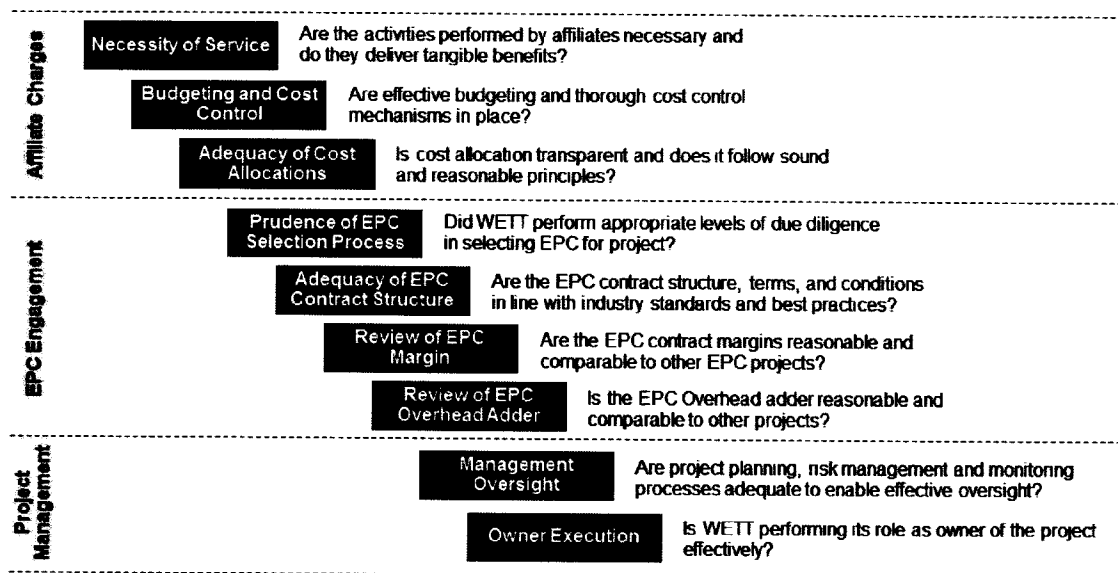 Affiliate Charges
Necessity of Service
Are the activities performed by affiliates necessary and
do they deliver tangible benefits?
Budgeting and Cost
Control
Are effective budgeting and thorough cost control
mechanisms in place?
Adequacy of Cost
Allocations
Is cost allocation transparent and does it follow sound
and reasonable principles?
EPC Engagement
Prudence of EPC
Selection Process
Did WETT perform appropriate levels of due diligence
in selecting EPC for project?
Adequacy of EPC
Contract Structure
Are the EPC contract structure, terms, and conditions
in line with industry standards and best practices?
Review of EPC
Margin
Are the EPC contract margins reasonable and
comparable to other EPC projects?
Review of EPC
Overhead Adder
Is the EPC Overhead adder reasonable and
comparable to other projects?
Project
Management
Management
Oversight
Are project planning, risk management and monitoring
processes adequate to enable effective oversight?
Owner Execution
Is WETT performing its role as owner of the project
effectively?